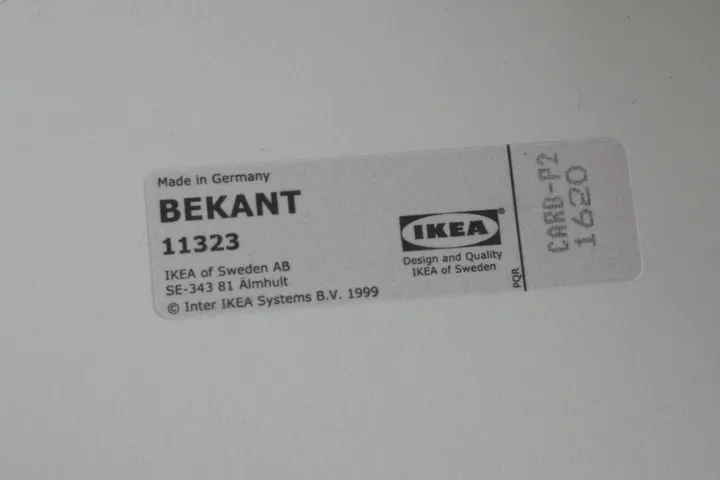 Made in Germany
BEKANT
11323
IKEA of Sweden AB
SE-343 81 Älmhult
© Inter IKEA Systems B.V. 1999
IKEA®
Design and Quality
IKEA of Sweden
PQR
CARD-P2
1620